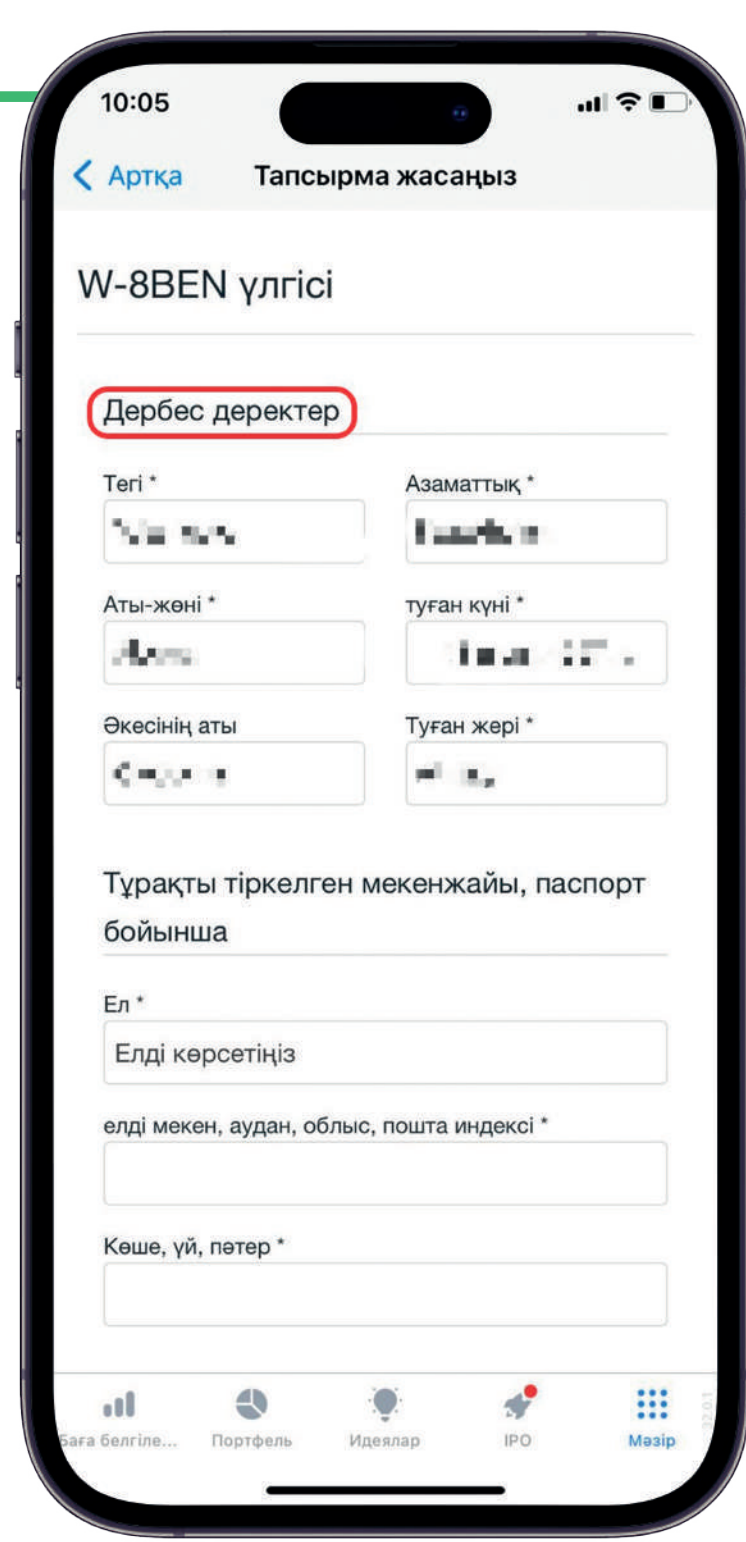 10:05
Артқа Тапсырма жасаңыз
W-8BEN үлгісі
Дербес деректер
Тегі * Азаматтық *
Аты-жөні * туған күні *
Әкесінің аты Туған жері *
Тұрақты тіркелген мекенжайы, паспорт
бойынша
Ел *
Елді көрсетіңіз
елді мекен, аудан, облыс, пошта индексі *
Көше, үй, пәтер *
Баға белгіле... Портфель Идеялар IPO Мәзір